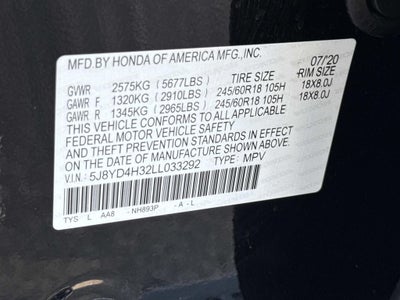 MFD.BY HONDA OF AMERICA MFG.,INC. 07/'20
GVWR 2575KG (5677LBS) TIRE SIZE RIM SIZE
GAWR F 1320KG (2910LBS) 245/60R18 105H 18X8.0J
GAWR R 1345KG (2965LBS) 245/60R18 105H 18X8.0J
THIS VEHICLE CONFORMS TO ALL APPLICABLE
FEDERAL MOTOR VEHICLE SAFETY
AND THEFT PREVENTION STANDARDS IN EFFECT
ON THE DATE OF MANUFACTURE SHOWN ABOVE.
V.I.N.: 5J8YD4H32LL033292 TYPE: MPV
TYS L AA8 -NH893P -A-L